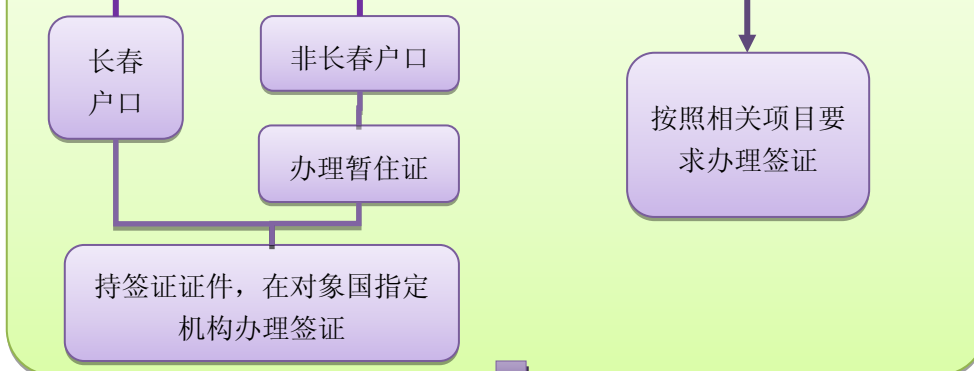 长春
户口
非长春户口
办理暂住证
持签证证件，在对象国指定
机构办理签证
按照相关项目要
求办理签证